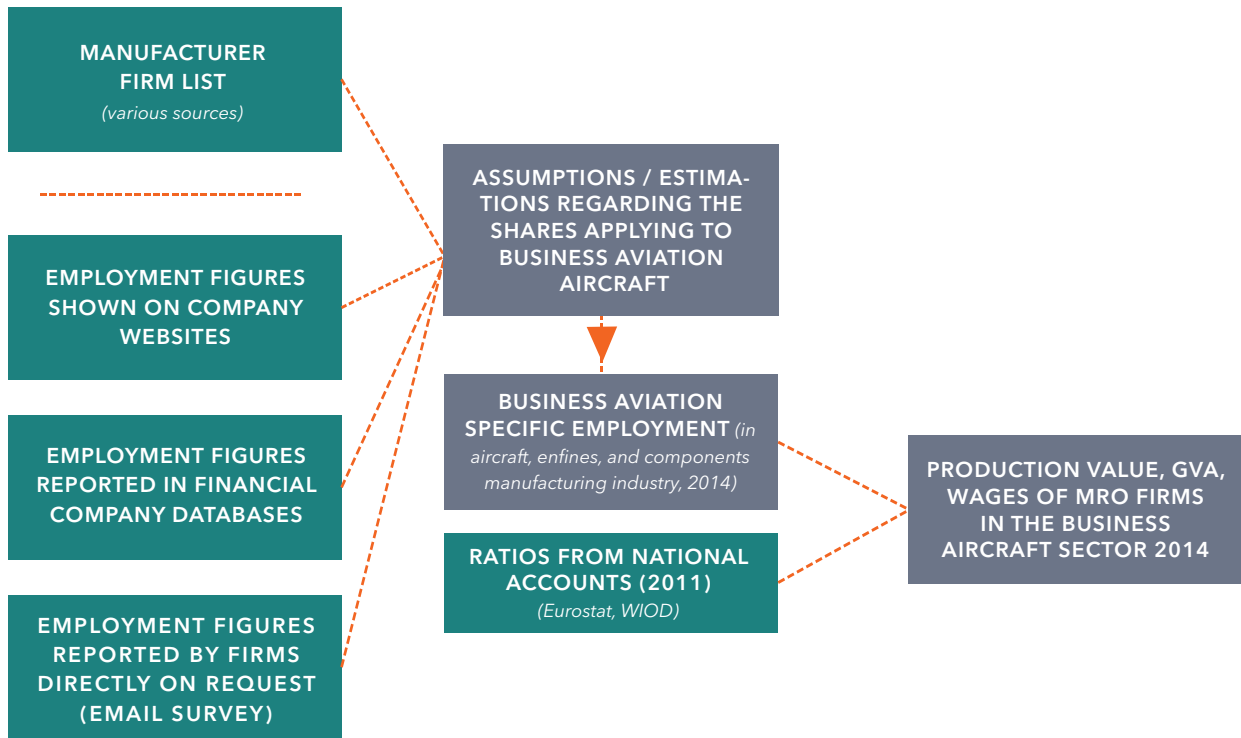 MANUFACTURER
FIRM LIST
(various sources)
EMPLOYMENT FIGURES
SHOWN ON COMPANY
WEBSITES
EMPLOYMENT FIGURES
REPORTED IN FINANCIAL
COMPANY DATABASES
EMPLOYMENT FIGURES
REPORTED BY FIRMS
DIRECTLY ON REQUEST
(EMAIL SURVEY)
ASSUMPTIONS / ESTIMA-
TIONS REGARDING THE
SHARES APPLYING TO
BUSINESS AVIATION
AIRCRAFT
BUSINESS AVIATION
SPECIFIC EMPLOYMENT (in
aircraft, enfines, and components
manufacturing industry, 2014)
RATIOS FROM NATIONAL
ACCOUNTS (2011)
(Eurostat, WIOD)
PRODUCTION VALUE, GVA,
WAGES OF MRO FIRMS
IN THE BUSINESS
AIRCRAFT SECTOR 2014